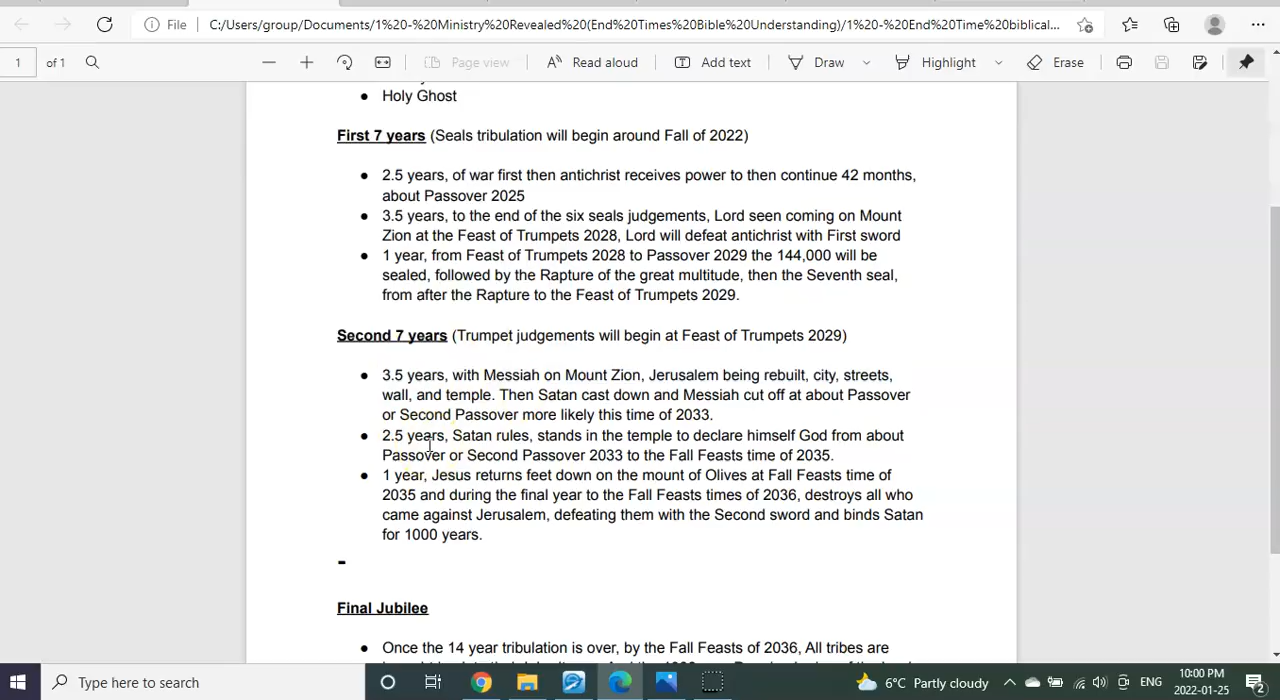 File
C:/Users/group/Documents/1%20-%20Ministry%20Revealed%20(End%20Times%20Bible%20Understanding)/1%20-%20End%20Time%20biblical...
1 of 1
Page view
Read aloud
Add text
Draw
Highlight
Erase
• Holy Ghost
First 7 years (Seals tribulation will begin around Fall of 2022)
• 2.5 years, of war first then antichrist receives power to then continue 42 months,
about Passover 2025
• 3.5 years, to the end of the six seals judgements, Lord seen coming on Mount
Zion at the Feast of Trumpets 2028, Lord will defeat antichrist with First sword
• 1 year, from Feast of Trumpets 2028 to Passover 2029 the 144,000 will be
sealed, followed by the Rapture of the great multitude, then the Seventh seal,
from after the Rapture to the Feast of Trumpets 2029.
Second 7 years (Trumpet judgements will begin at Feast of Trumpets 2029)
• 3.5 years, with Messiah on Mount Zion, Jerusalem being rebuilt, city, streets,
wall, and temple. Then Satan cast down and Messiah cut off at about Passover
or Second Passover more likely this time of 2033.
• 2.5 years, Satan rules, stands in the temple to declare himself God from about
Passover or Second Passover 2033 to the Fall Feasts time of 2035.
• 1 year, Jesus returns feet down on the mount of Olives at Fall Feasts time of
2035 and during the final year to the Fall Feasts times of 2036, destroys all who
came against Jerusalem, defeating them with the Second sword and binds Satan
for 1000 years.
-
Final Jubilee
• Once the 14 year tribulation is over, by the Fall Feasts of 2036, All tribes are
Type here to search
6°C Partly cloudy
ENG
10:00 PM
2022-01-25
2